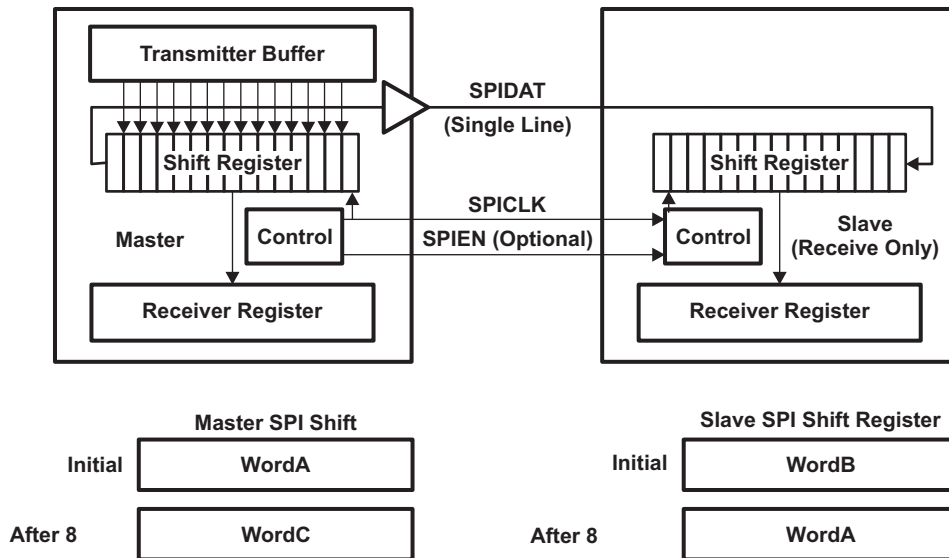 Transmitter Buffer
SPIDAT
(Single Line)
Shift Register
Shift Register
SPICLK
Master
Control
SPIEN (Optional)
Control
Slave
(Receive Only)
Receiver Register
Receiver Register
Master SPI Shift
Slave SPI Shift Register
Initial
WordA
Initial
WordB
After 8
WordC
After 8
WordA